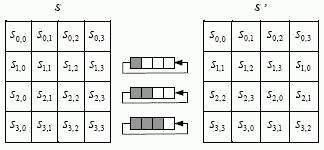 S S '
S0,0 S0,1 S0,2 S0,3 S0,0 S0,1 S0,2 S0,3
S1,0 S1,1 S1,2 S1,3 S1,1 S1,2 S1,3 S1,0
S2,0 S2,1 S2,2 S2,3 S2,2 S2,3 S2,0 S2,1
S3,0 S3,1 S3,2 S3,3 S3,3 S3,0 S3,1 S3,2